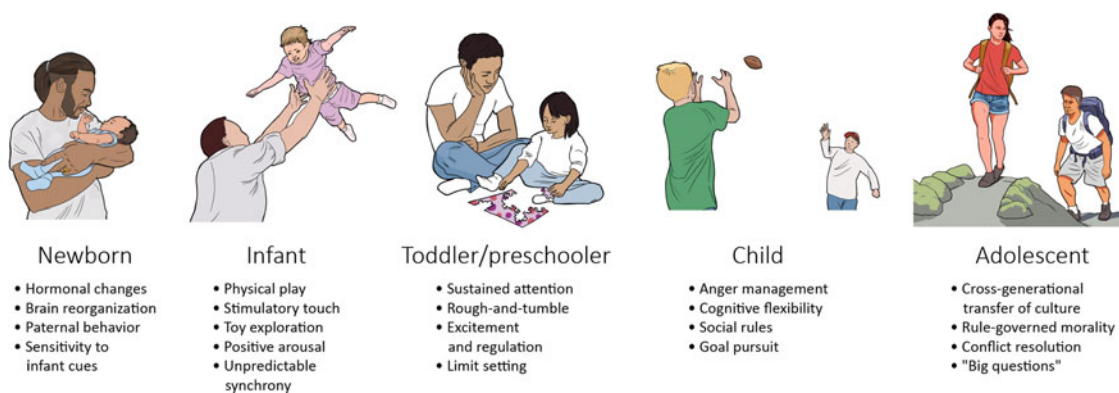 Newborn
• Hormonal changes
• Brain reorganization
• Paternal behavior
• Sensitivity to
infant cues
Infant
• Physical play
• Stimulatory touch
• Toy exploration
• Positive arousal
• Unpredictable
synchrony
Toddler/preschooler
• Sustained attention
• Rough-and-tumble
• Excitement
and regulation
• Limit setting
Child
• Anger management
• Cognitive flexibility
• Social rules
• Goal pursuit
Adolescent
• Cross-generational
transfer of culture
• Rule-governed morality
• Conflict resolution
• "Big questions"